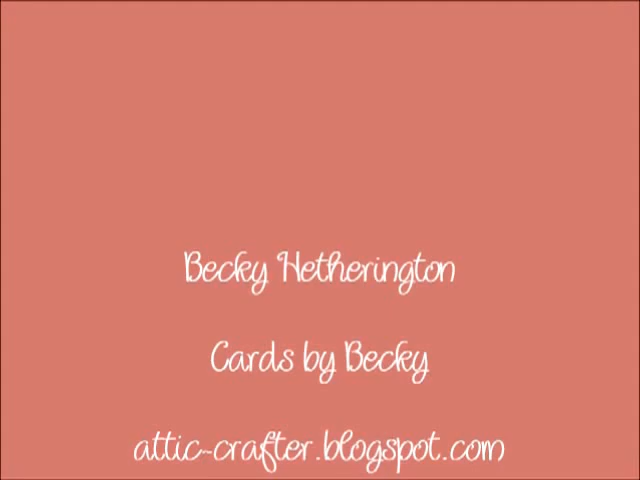 Becky Hetherington
Cards by Becky
attic-crafter.blogspot.com